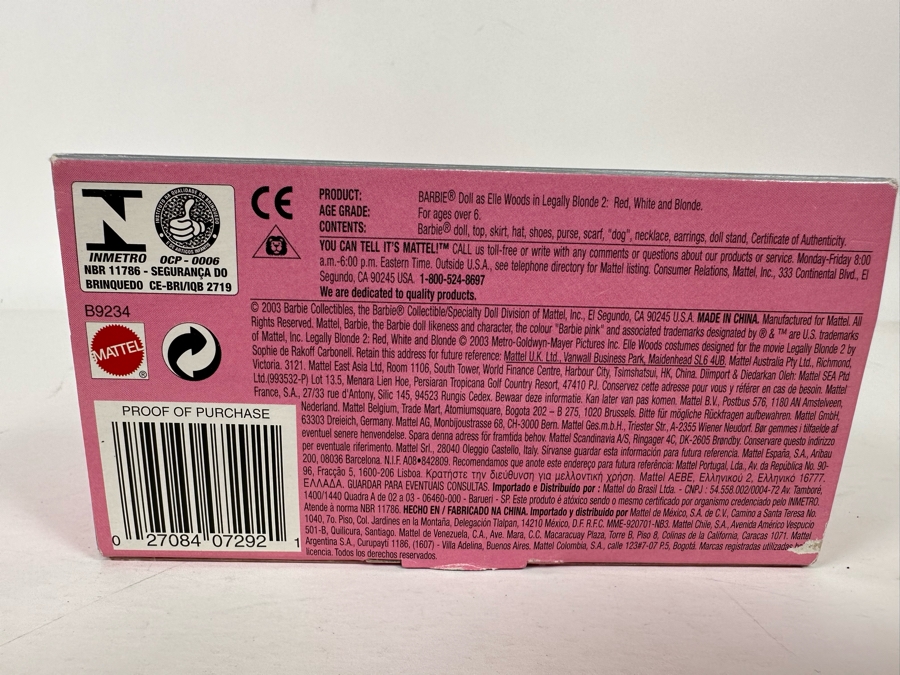 INMETRO OCP - 0006
NBR 11786 - SEGURANÇA DO
BRINQUEDO CE-BRI/IQB 2719
B9234
MATTEL®
PROOF OF PURCHASE
0 27084 07292 1
CE
PRODUCT: BARBIE® Doll as Elle Woods in Legally Blonde 2: Red, White and Blonde.
AGE GRADE: For ages over 6.
CONTENTS: Barbie® doll, top, skirt, hat, shoes, purse, scarf, "dog", necklace, earrings, doll stand, Certificate of Authenticity.
YOU CAN TELL IT'S MATTEL!™ CALL us toll-free or write with any comments or questions about our products or service. Monday-Friday 8:00
a.m.-6:00 p.m. Eastern Time. Outside U.S.A., see telephone directory for Mattel listing. Consumer Relations, Mattel, Inc., 333 Continental Blvd., El
Segundo, CA 90245 USA. 1-800-524-8697
We are dedicated to quality products.
© 2003 Barbie Collectibles, the Barbie® Collectible/Specialty Doll Division of Mattel, Inc., El Segundo, CA 90245 U.S.A. MADE IN CHINA. Manufactured for Mattel. All
Rights Reserved. Mattel, Barbie, the Barbie doll likeness and character, the colour "Barbie pink" and associated trademarks designated by ® & ™ are U.S. trademarks
of Mattel, Inc. Legally Blonde 2: Red, White & Blonde © 2003 Metro-Goldwyn-Mayer Pictures Inc. Elle Woods costumes designed for the movie Legally Blonde 2 by
Sophie de Rakoff Carbonell. Retain this address for future reference: Mattel U.K. Ltd., Vanwall Business Park, Maidenhead SL6 4UB. Mattel Australia Pty Ltd., Richmond,
Victoria. 3121. Mattel East Asia Ltd, Room 1106, South Tower, World Finance Centre, Harbour City, Tsimshatsui, HK, China. Diimport & Diedarkan Oleh: Mattel SEA Ptd
Ltd.(993532-P) Lot 13.5, Menara Lien Hoe, Persiaran Tropicana Golf Country Resort, 47410 PJ. Conservez cette adresse pour vous y référer en cas de besoin. Mattel
France, S.A., 27/33 rue d'Antony, Silic 145, 94523 Rungis Cedex. Bewaar deze informatie. Kan later van pas komen. Mattel B.V., Postbus 576, 1180 AN Amstelveen,
Nederland. Mattel Belgium, Trade Mart, Atomiumsquare, Bogota 202 – B 275, 1020 Brussels. Bitte für mögliche Rückfragen aufbewahren. Mattel GmbH,
63303 Dreieich, Germany. Mattel AG, Monbijoustrasse 68, CH-3000 Bern. Mattel Ges.m.b.H., Triester Str., A-2355 Wiener Neudorf. Bør gemmes i tilfælde af
eventuel senere henvendelse. Spara denna adress för framtida behov. Mattel Scandinavia A/S, Ringager 4C, DK-2605 Brøndby. Conservare questo indirizzo
per eventuale riferimento. Mattel Srl., 28040 Oleggio Castello, Italy. Sirvanse guardar esta información para futura referencia. Mattel España, S.A., Aribau
200, 08036 Barcelona. N.I.F. A08•842809. Recomendamos que anote este endereço para futura referência: Mattel Portugal, Lda., Av. da República No. 90-
96, Fracção 5, 1600-206 Lisboa. Κρατήστε την διεύθυνση για μελλοντική χρήση. Mattel AEBE, Ελληνικού 2, Ελληνικό 16777.
ΕΛΛΑΔΑ. GUARDAR PARA EVENTUAIS CONSULTAS. Importado e Distribuido por : Mattel do Brasil Ltda. - CNPJ : 54.558.002/0004-72 Av. Tamboré,
1400/1440 Quadra A de 02 a 03 - 06460-000 - Barueri - SP. Este produto é atóxico sendo o mesmo certificado por organismo credenciado pelo INMETRO.
Atende à norma NBR 11786. HECHO EN / FABRICADO NA CHINA. Importado y distribuido por : Mattel de México, S.A. de C.V., Camino a Santa Teresa No.
1040, 7o. Piso, Col. Jardines en la Montaña, Delegación Tlalpan, 14210 México, D.F. R.F.C. MME-920701-NB3. Mattel Chile, S.A., Avenida Américo Vespucio
501-B, Quilicura, Santiago. Mattel de Venezuela, C.A., Ave. Mara, C.C. Macaracuay Plaza, Torre B, Piso 8, Colinas de la California, Caracas 1071. Mattel
Argentina S.A., Curupaytí 1186, (1607) - Villa Adelina, Buenos Aires. Mattel Colombia, S.A., calle 123#7-07 P.5, Bogotá. Marcas registradas utilizadas
licencia. Todos los derechos reservados.